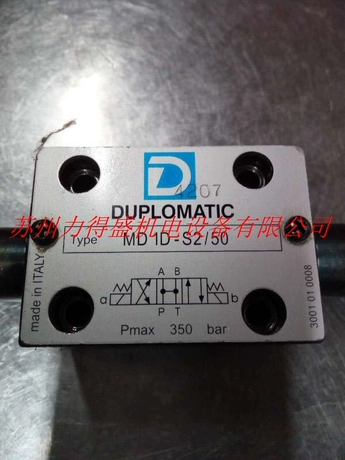 4207
DUPLOMATIC
苏州力得盛机电设备有限公司
Type MD1D-S2/50
made in ITALY
A B
a b
P T
Pmax 350 bar
3001 01 0008